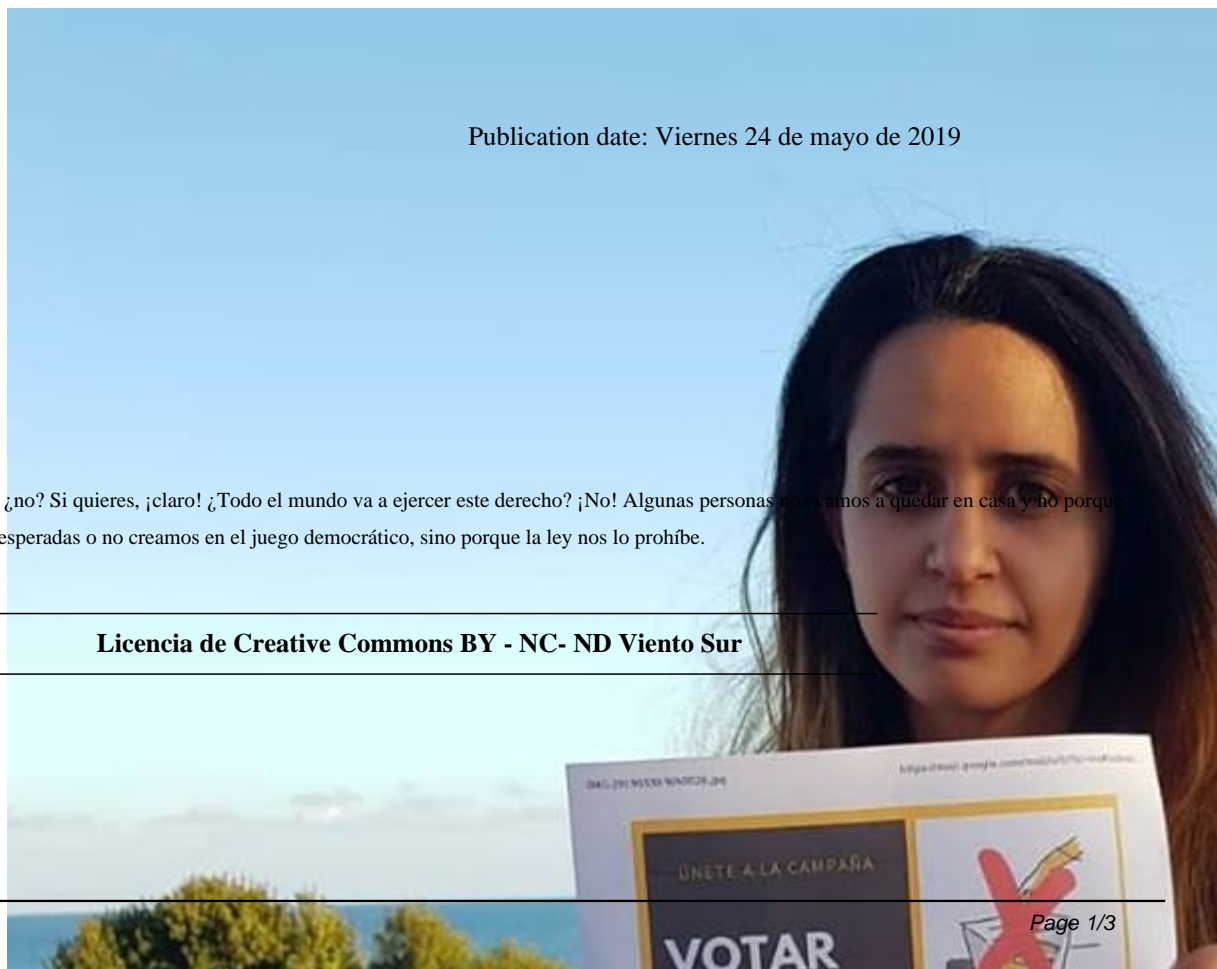 Publication date: Viernes 24 de mayo de 2019
¿no? Si quieres, ¡claro! ¿Todo el mundo va a ejercer este derecho? ¡No! Algunas personas nos vamos a quedar en casa y no porque
esperadas o no creamos en el juego democrático, sino porque la ley nos lo prohíbe.
Licencia de Creative Commons BY - NC- ND Viento Sur
ÚNETE A LA CAMPAÑA
VOTAR
Page 1/3